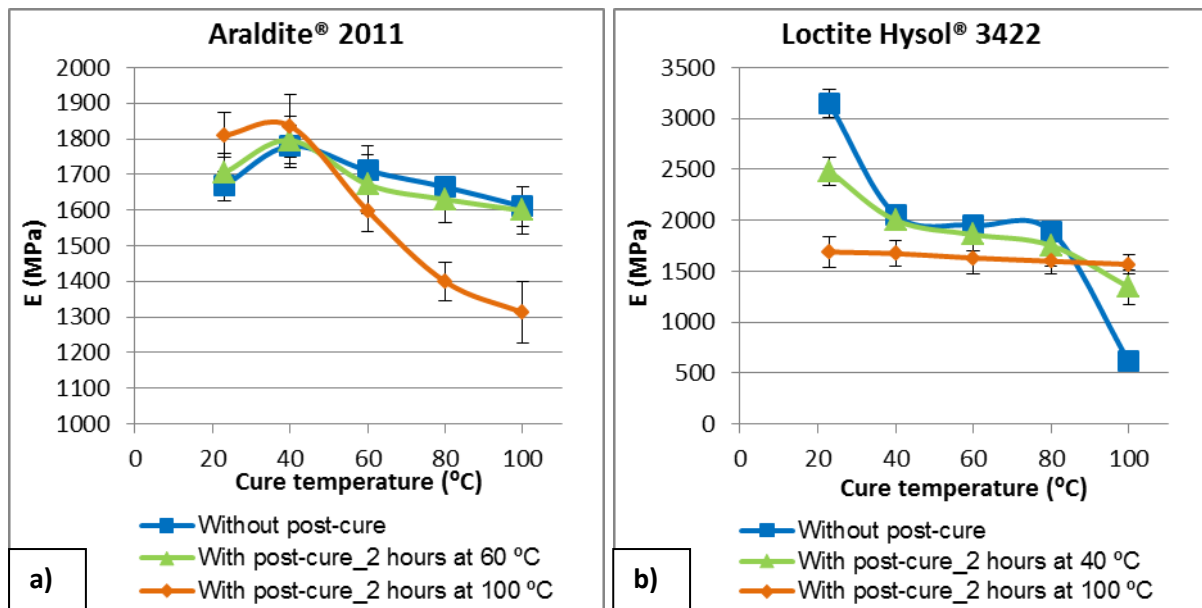 Araldite® 2011
E (MPa)
2000
1900
1800
1700
1600
1500
1400
1300
1200
1100
1000
0 20 40 60 80 100
Cure temperature (ºC)
Without post-cure
With post-cure_2 hours at 60 ºC
With post-cure_2 hours at 100 ºC
a)
Loctite Hysol® 3422
E (MPa)
3500
3000
2500
2000
1500
1000
500
0
0 20 40 60 80 100
Cure temperature (ºC)
Without post-cure
With post-cure_2 hours at 40 ºC
With post-cure_2 hours at 100 ºC
b)